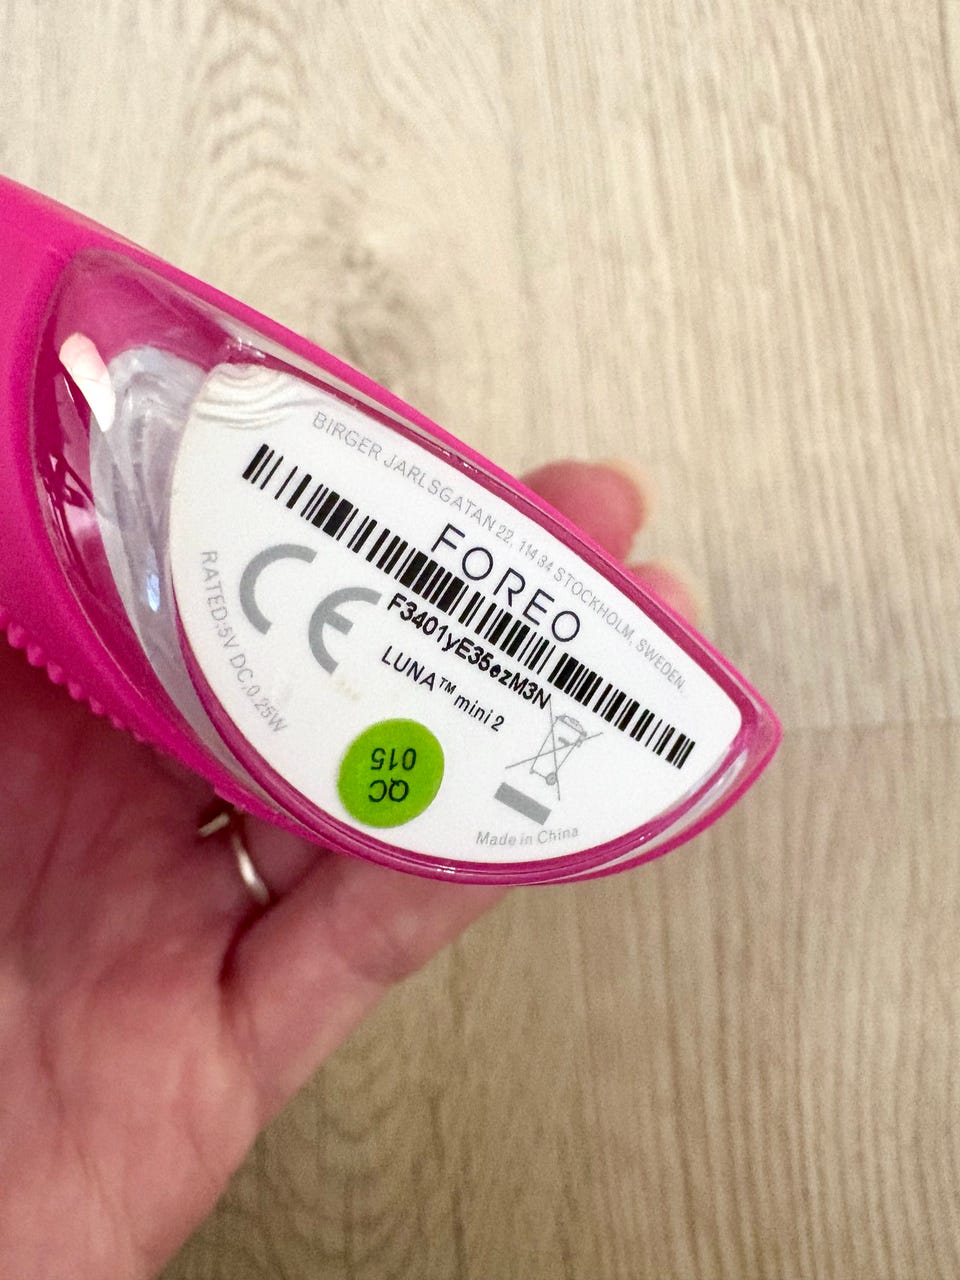 BIRGER JARLSGATAN 22, 114 34 STOCKHOLM, SWEDEN.
FOREO
F3401yE35ezM3N
LUNA™ mini 2
CE
RATED:5V DC,0.25W
QC
015
Made in China